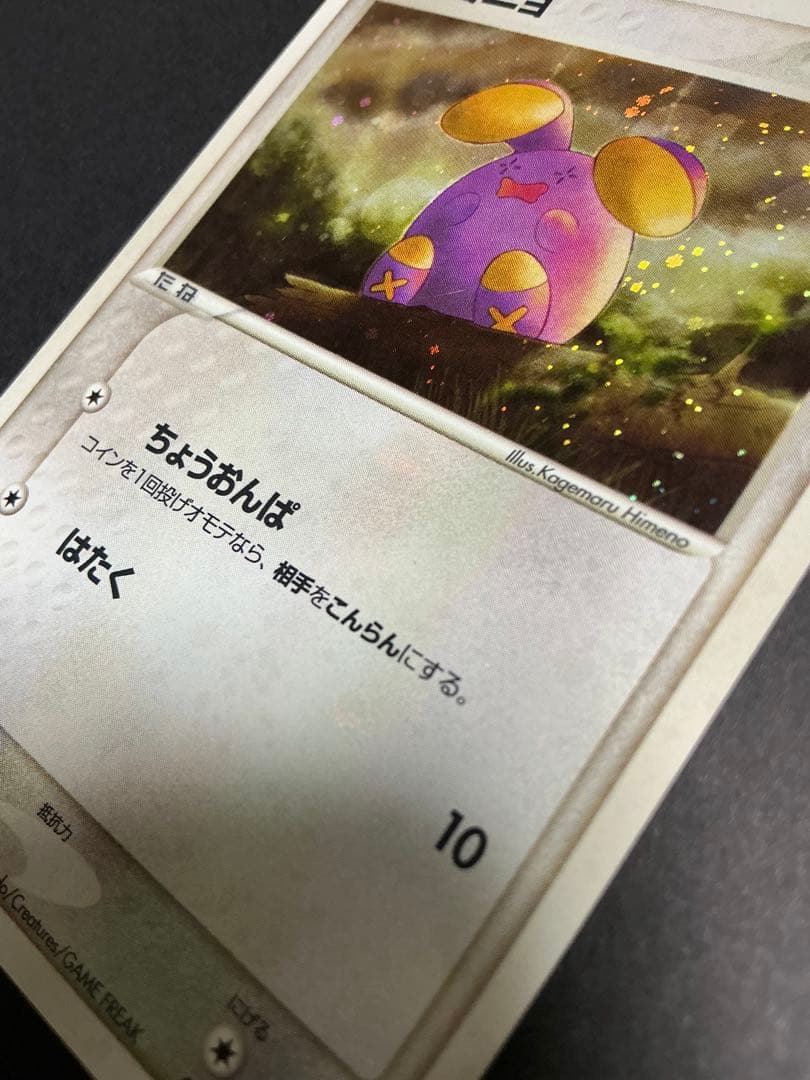 たね
Illus.Kagemaru Himeno
ちょうおんぱ
コインを1回投げオモテなら、相手をこんらんにする。
はたく
10
抵抗力
/Creatures/GAME FREAK
にげる